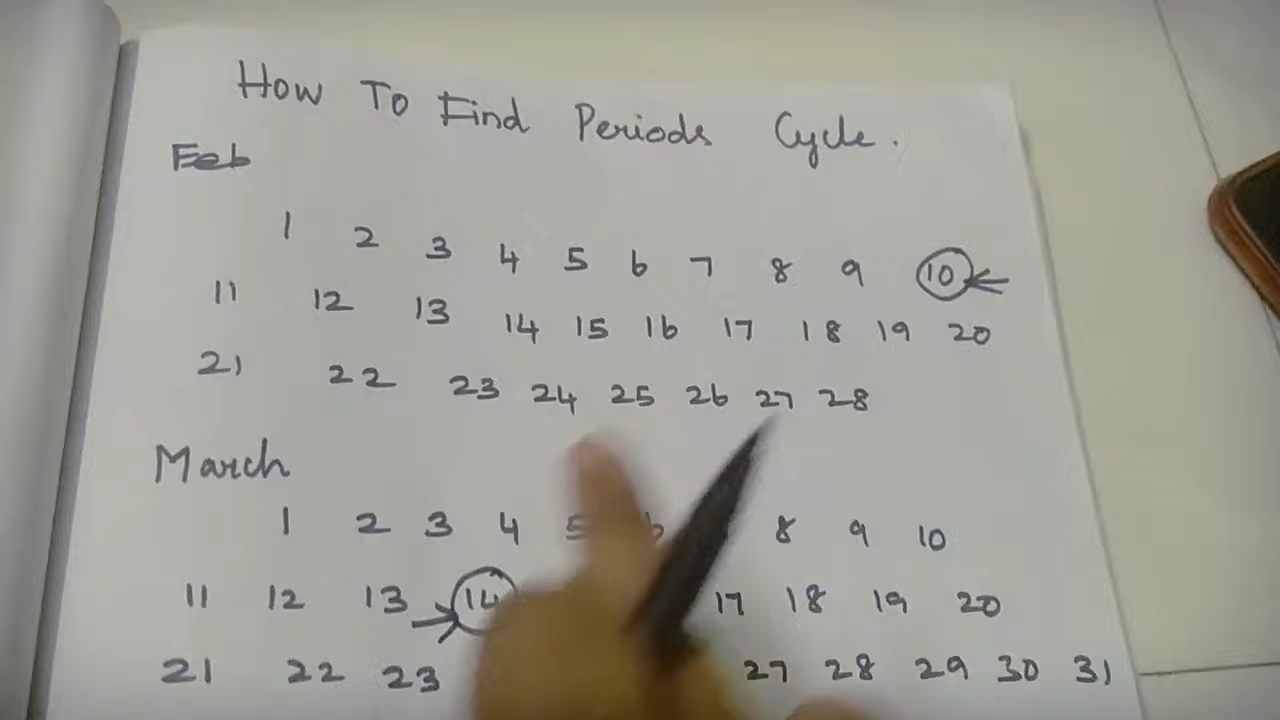 How To Find Periods Cycle.
Feb
1 2 3 4 5 6 7 8 9 10
11 12 13 14 15 16 17 18 19 20
21 22 23 24 25 26 27 28
March
1 2 3 4 5 6 8 9 10
11 12 13 14 17 18 19 20
21 22 23 27 28 29 30 31